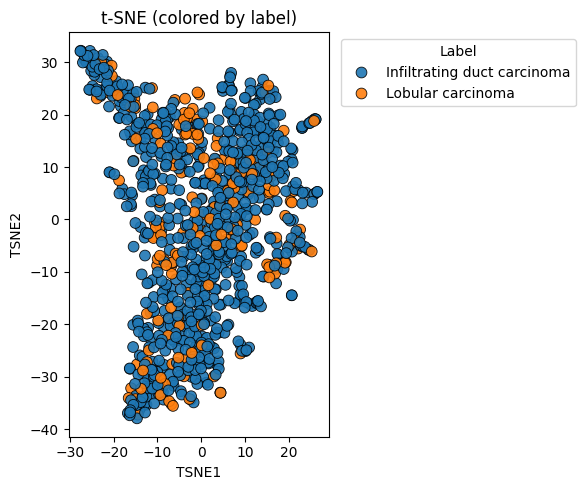 t-SNE (colored by label)
Label
Infiltrating duct carcinoma
Lobular carcinoma
30
20
10
0
−10
−20
−30
−40
TSNE2
−30 −20 −10 0 10 20
TSNE1